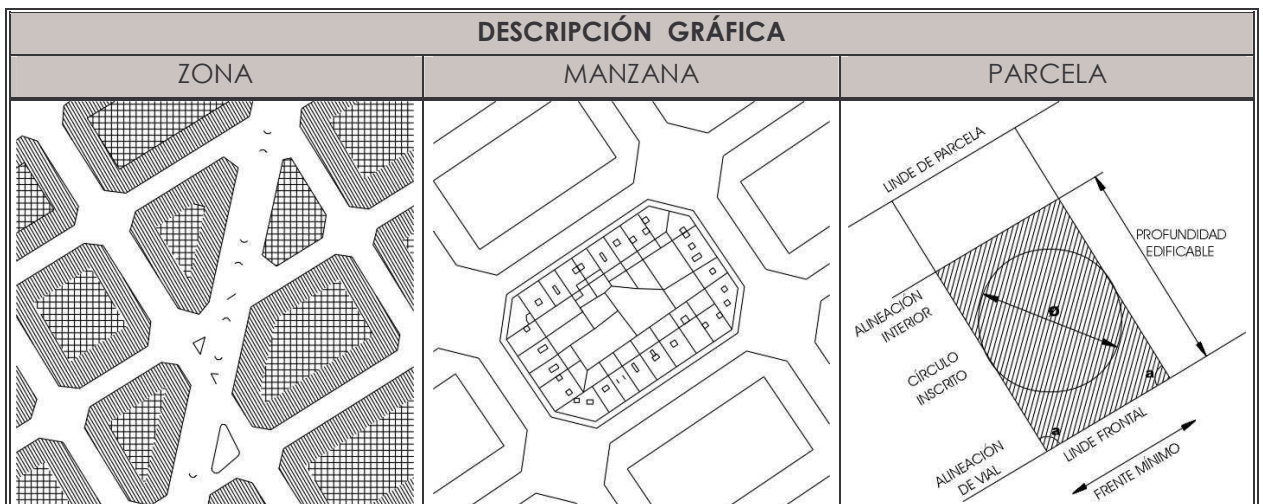 DESCRIPCIÓN GRÁFICA
ZONA
MANZANA
PARCELA
LINDE DE PARCELA
PROFUNDIDAD
EDIFICABLE
ALINEACIÓN
INTERIOR
CÍRCULO
INSCRITO
a
a
LINDE FRONTAL
ALINEACIÓN
DE VIAL
FRENTE MÍNIMO